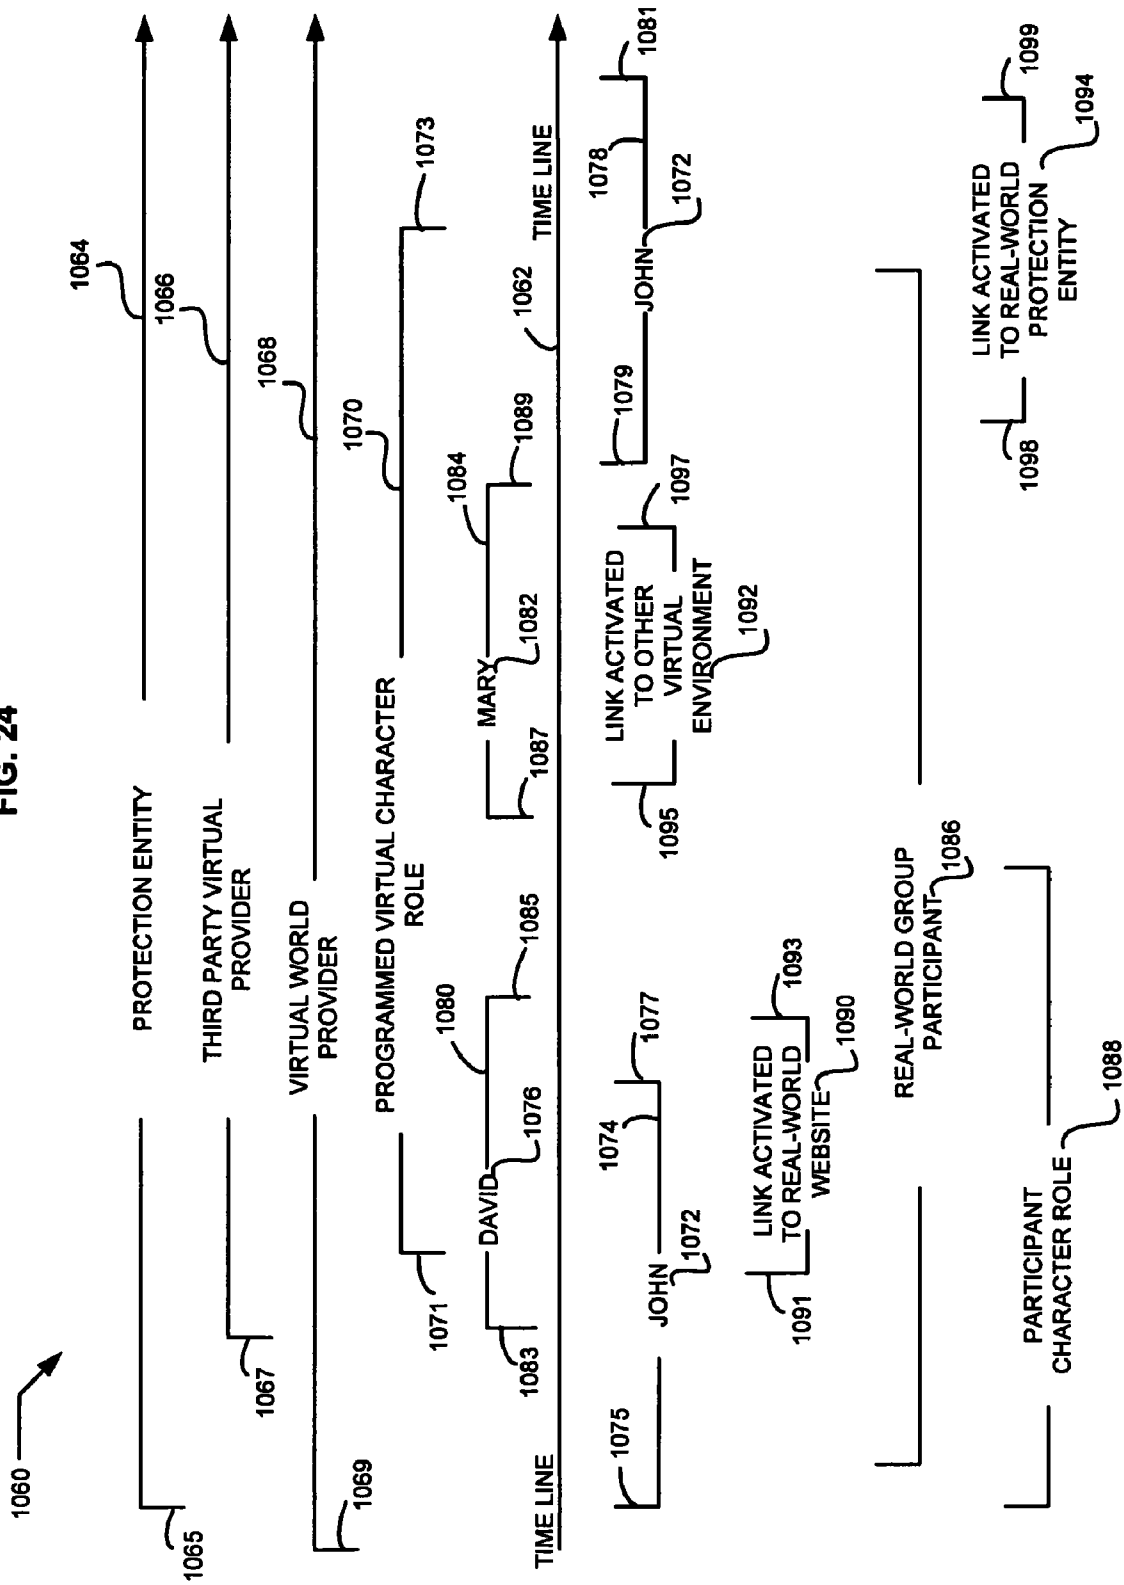 FIG. 24
1060
1065
PROTECTION ENTITY
1064
1067
THIRD PARTY VIRTUAL
PROVIDER
1066
1069
VIRTUAL WORLD
PROVIDER
1068
1071
PROGRAMMED VIRTUAL CHARACTER
ROLE
1070
1073
1083
DAVID
1076
1080
1085
1087
MARY
1082
1084
1089
TIME LINE
1062
TIME LINE
1075
JOHN
1072
1074
1077
1095
LINK ACTIVATED
TO OTHER
VIRTUAL
ENVIRONMENT
1092
1097
1079
JOHN
1072
1078
1081
1091
LINK ACTIVATED
TO REAL-WORLD
WEBSITE
1090
1093
REAL-WORLD GROUP
PARTICIPANT
1086
PARTICIPANT
CHARACTER ROLE
1088
1098
LINK ACTIVATED
TO REAL-WORLD
PROTECTION
ENTITY
1094
1099